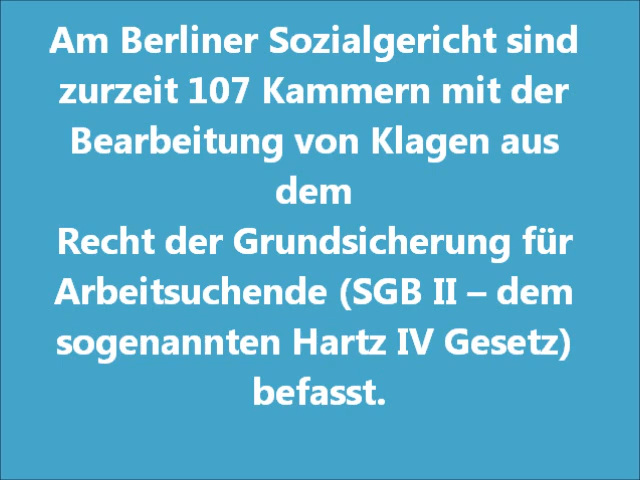 Am Berliner Sozialgericht sind
zurzeit 107 Kammern mit der
Bearbeitung von Klagen aus
dem
Recht der Grundsicherung für
Arbeitsuchende (SGB II – dem
sogenannten Hartz IV Gesetz)
befasst.